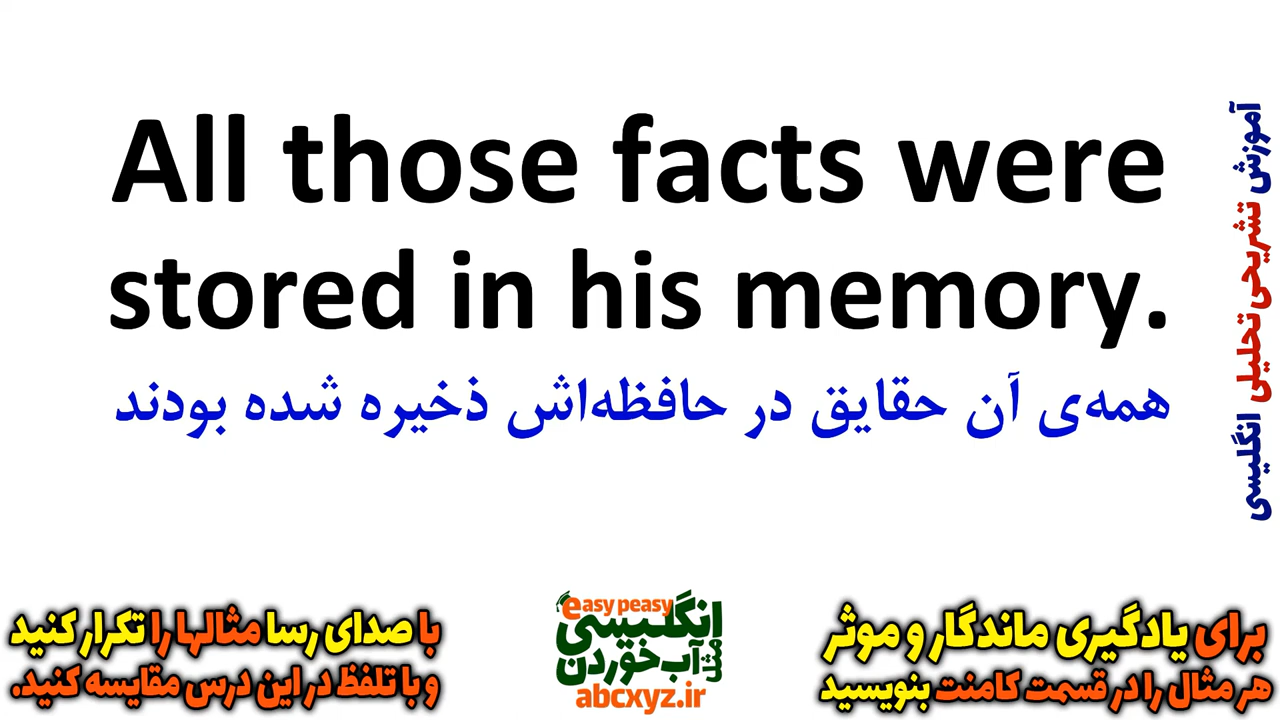 All those facts were
stored in his memory.
همه‌ی آن حقایق در حافظه‌اش ذخیره شده بودند
آموزش تشریحی تحلیلی انگلیسی
برای یادگیری ماندگار و موثر
هر مثال را در قسمت کامنت بنویسید
easy peasy
انگلیسی
مثل آب خوردن
abcxyz.ir
با صدای رسا مثالها را تکرار کنید
و با تلفظ در این درس مقایسه کنید.